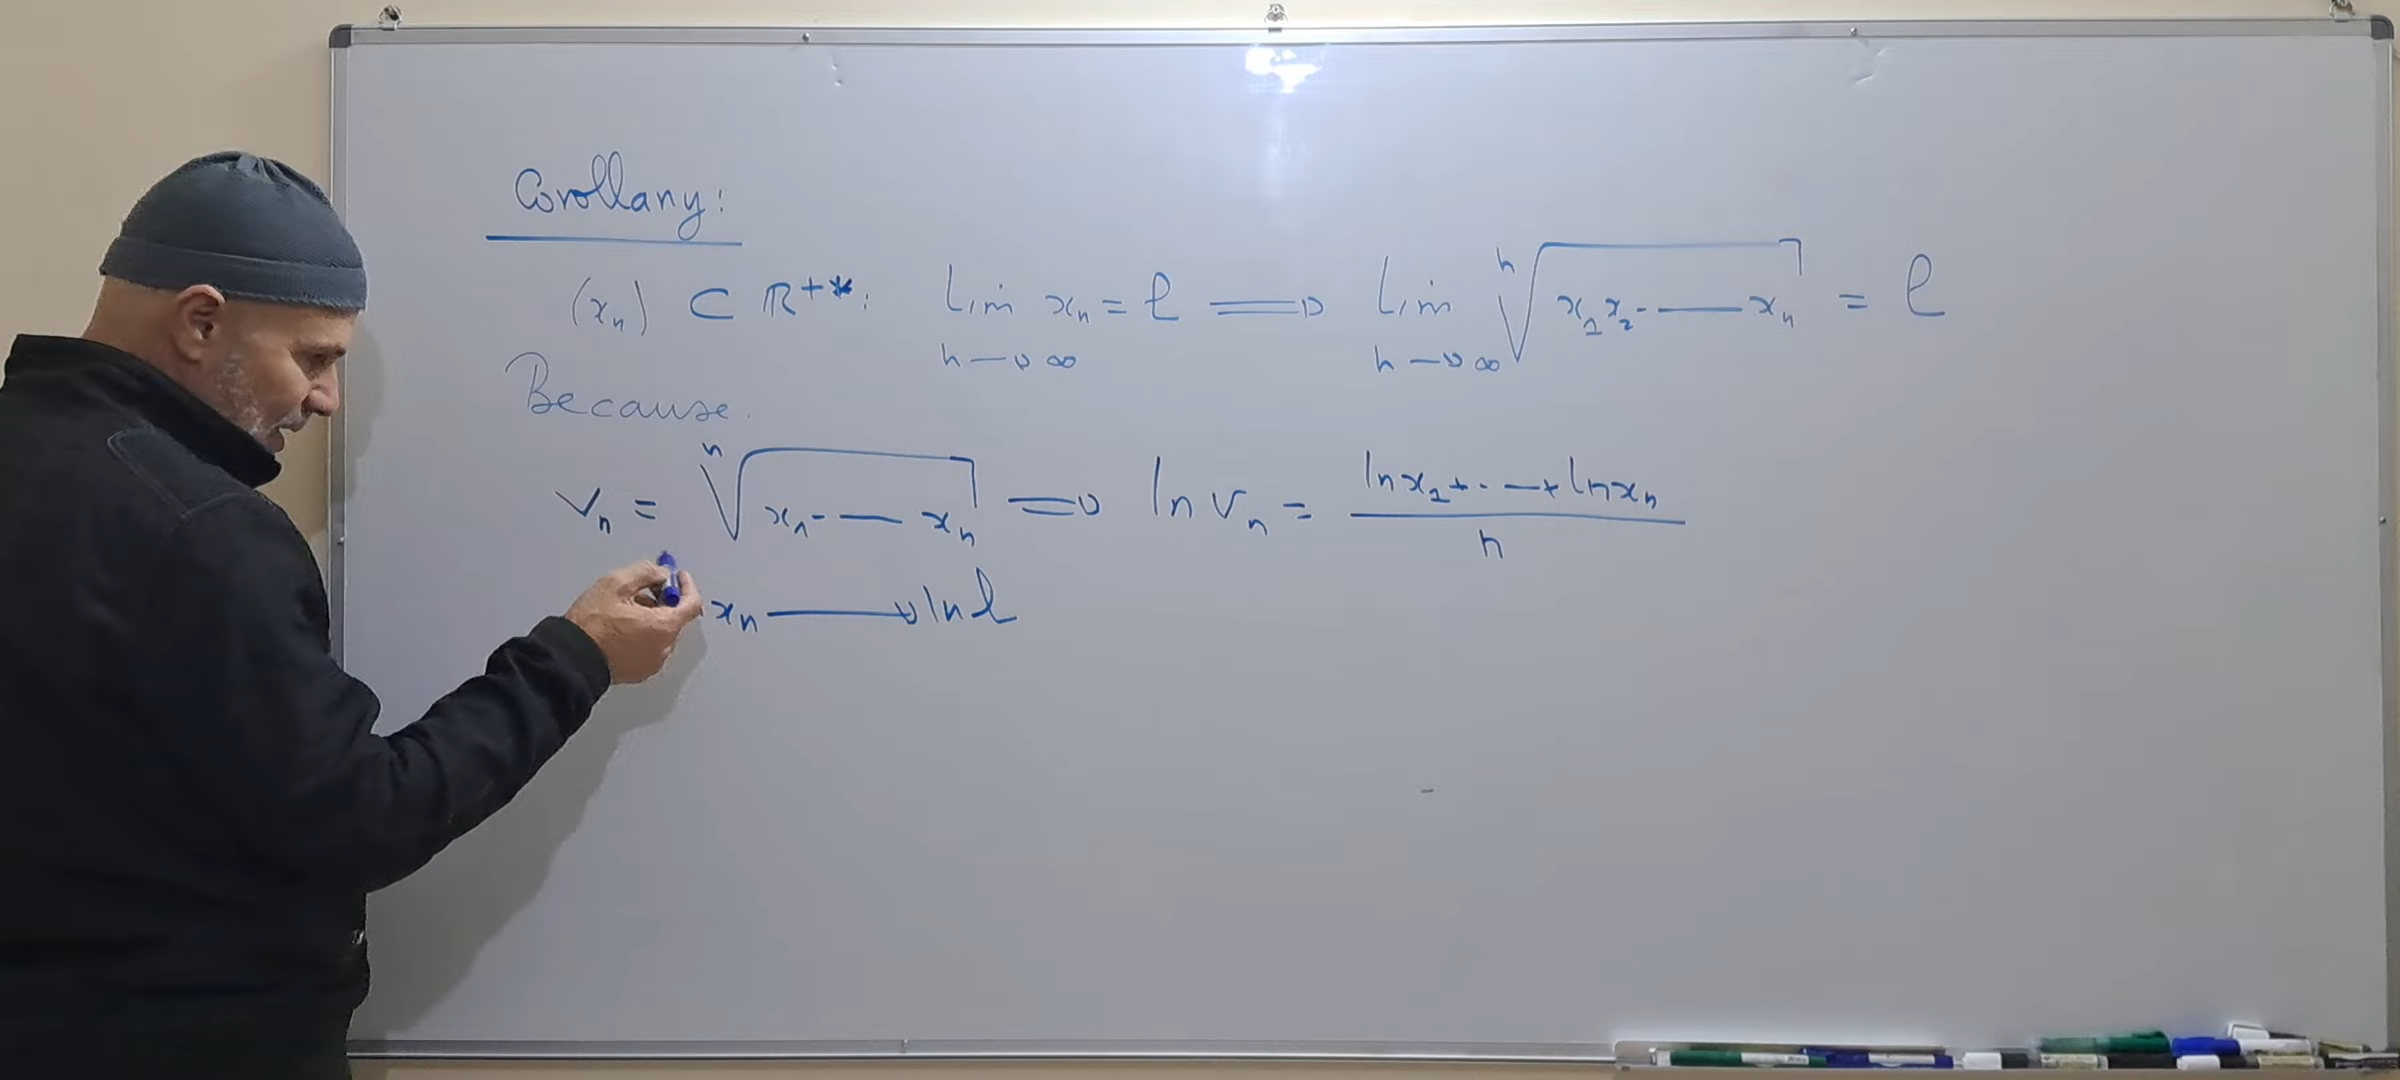 Corollary:
(xₙ) ⊂ ℝ⁺*: lim_{n→∞} xₙ = ℓ ⟹ lim_{n→∞} ⁿ√(x₁x₂-—xₙ) = ℓ
Because.
vₙ = ⁿ√(x₁-—xₙ) ⟹ ln vₙ = (ln x₁+·—+ln xₙ)/n
xₙ ⟶ ln ℓ